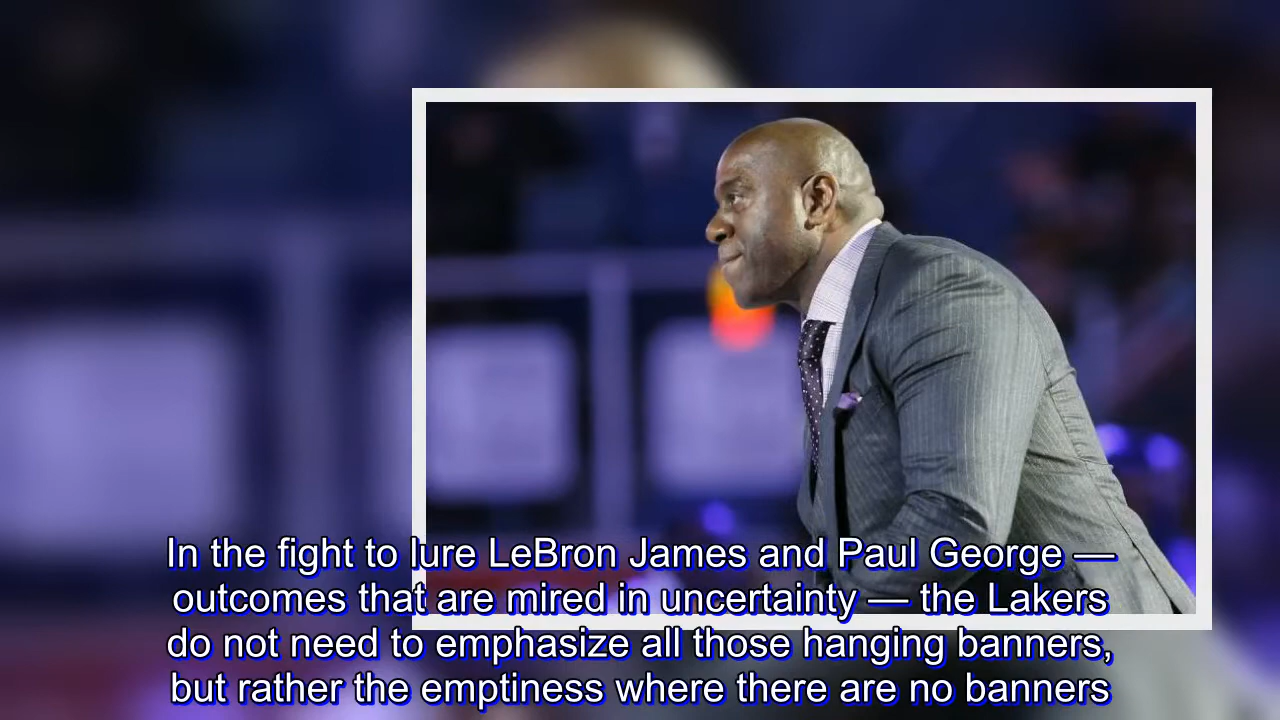 In the fight to lure LeBron James and Paul George —
outcomes that are mired in uncertainty — the Lakers
do not need to emphasize all those hanging banners,
but rather the emptiness where there are no banners